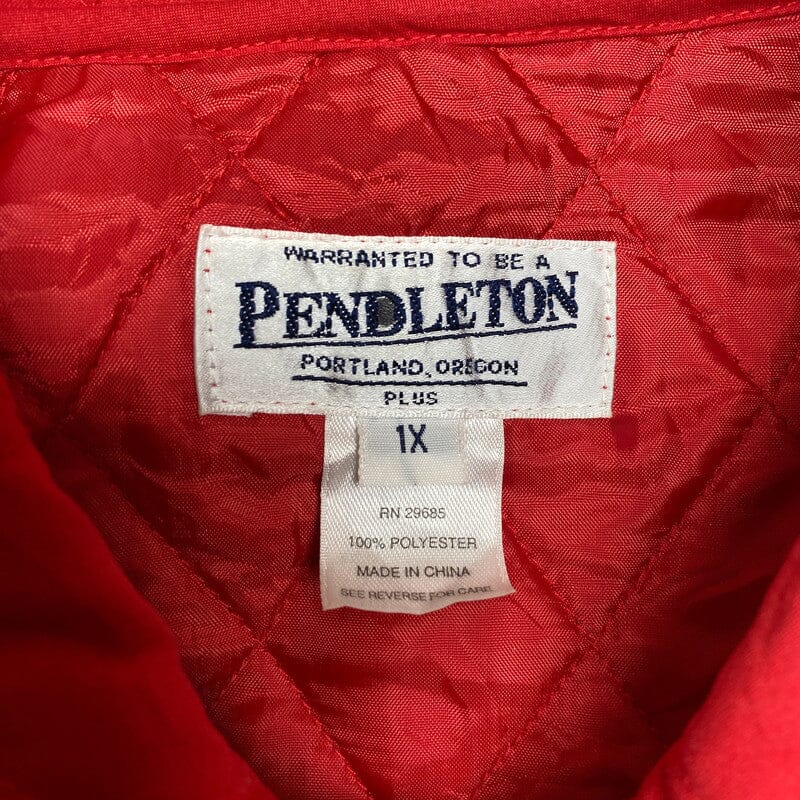 WARRANTED TO BE A
PENDLETON
PORTLAND, OREGON
PLUS
1X
RN 29685
100% POLYESTER
MADE IN CHINA
SEE REVERSE FOR CARE